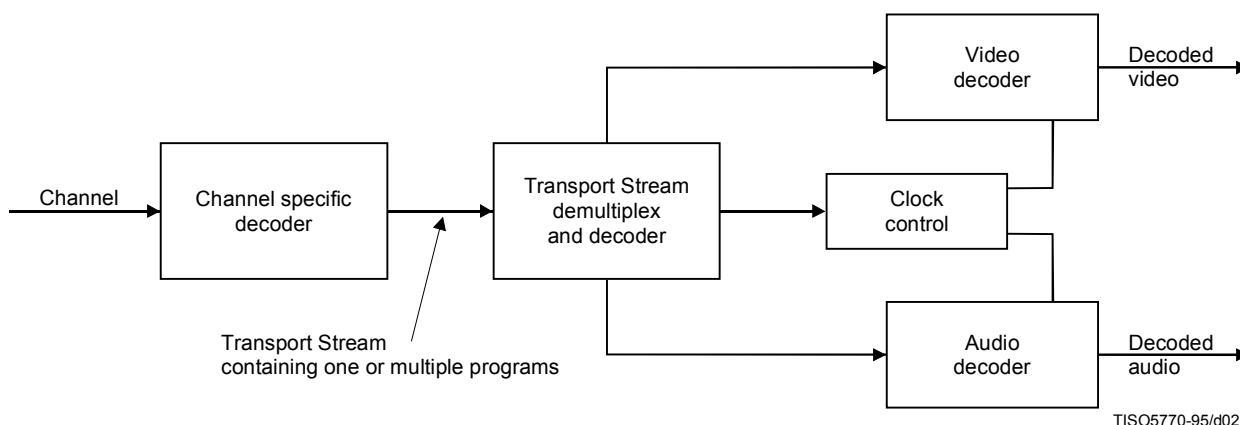 Channel
Channel specific
decoder
Transport Stream
containing one or multiple programs
Transport Stream
demultiplex
and decoder
Video
decoder
Decoded
video
Clock
control
Audio
decoder
Decoded
audio
TISO5770-95/d02